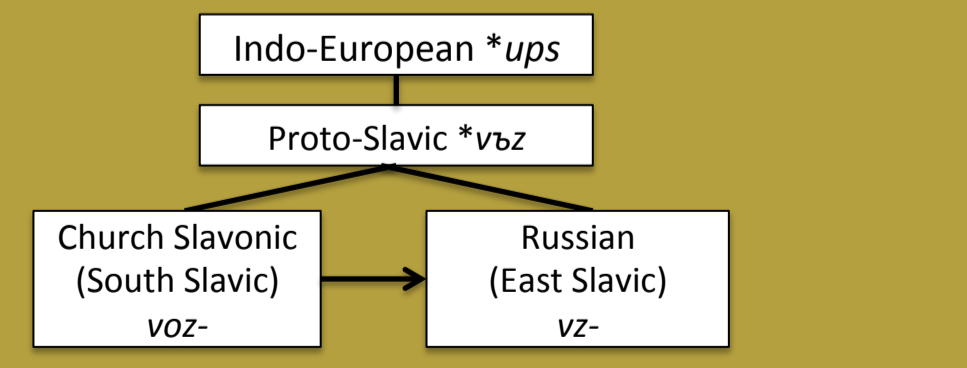 Indo-European *ups
Proto-Slavic *vъz
Church Slavonic
(South Slavic)
voz-
Russian
(East Slavic)
vz-